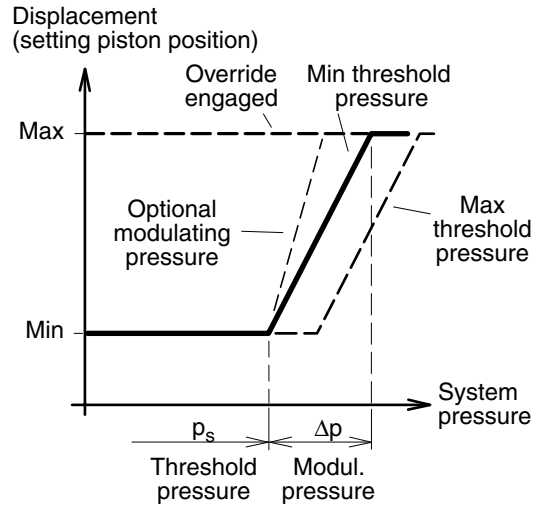 Displacement
(setting piston position)
Override
engaged
Min threshold
pressure
Max
Optional
modulating
pressure
Max
threshold
pressure
Min
System
pressure
ps
Δp
Threshold
pressure
Modul.
pressure